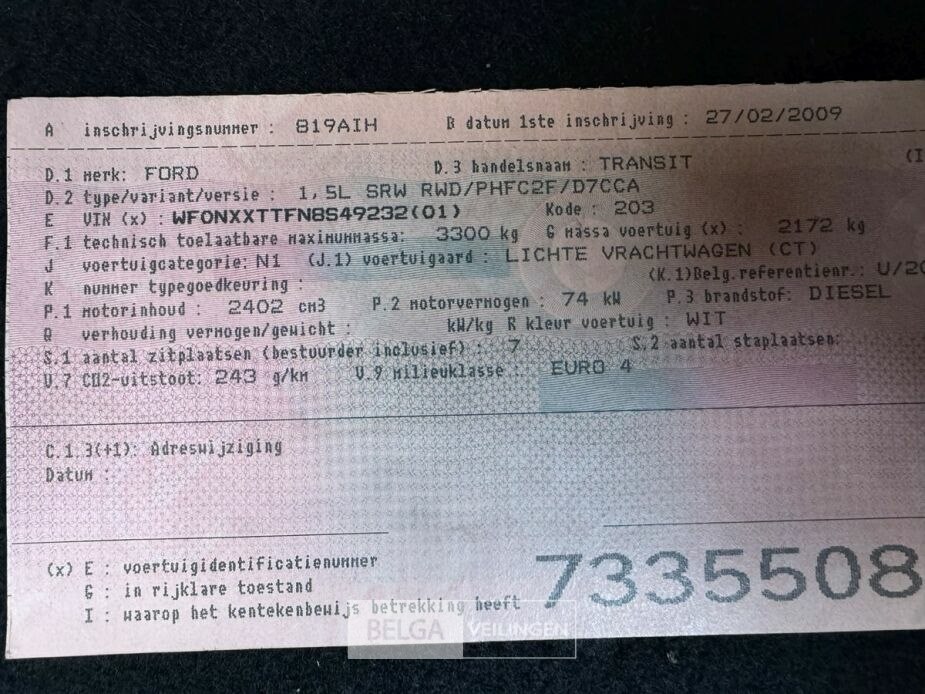 A inschrijvingsnummer : 819AIH B datum 1ste inschrijving : 27/02/2009
D.1 merk: FORD D.3 handelsnaam : TRANSIT (I
D.2 type/variant/versie : 1,5L SRW RWD/PHFC2F/D7CCA
E VIN (x) : WF0NXXTTFN8S49232(01) Kode : 203
F.1 technisch toelaatbare maximummassa: 3300 kg G massa voertuig (x) : 2172 kg
J voertuigcategorie: N1 (J.1) voertuigaard : LICHTE VRACHTWAGEN (CT)
K nummer typegoedkeuring : (K.1)Belg.referentienr.: U/20
P.1 motorinhoud : 2402 cm3 P.2 motorvermogen : 74 kW P.3 brandstof: DIESEL
Q verhouding vermogen/gewicht : kW/kg R kleur voertuig : WIT
S.1 aantal zitplaatsen (bestuurder inclusief) : 7 S.2 aantal staplaatsen:
V.7 CO2-uitstoot: 243 g/km V.9 milieuklasse : EURO 4
C.1.3(+1): Adreswijziging
Datum :
(x) E : voertuigidentificatienummer
G : in rijklare toestand
I : waarop het kentekenbewijs betrekking heeft
7335508
BELGA VEILINGEN